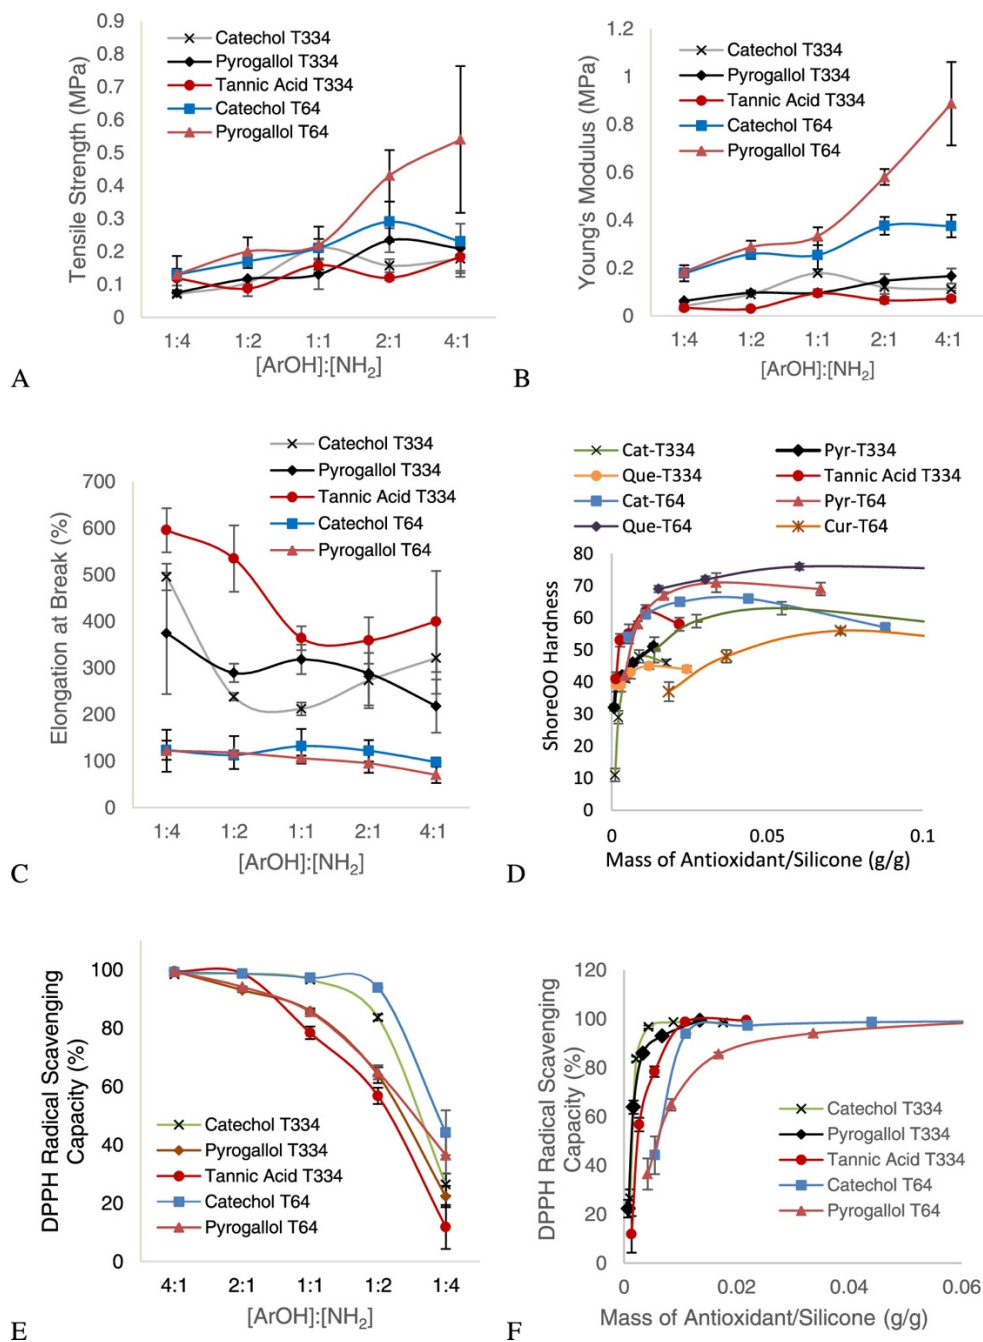 Tensile Strength (MPa)
0.9
0.8
0.7
0.6
0.5
0.4
0.3
0.2
0.1
0
Catechol T334
Pyrogallol T334
Tannic Acid T334
Catechol T64
Pyrogallol T64
1:4 1:2 1:1 2:1 4:1
[ArOH]:[NH₂]
A
Young's Modulus (MPa)
1.2
1
0.8
0.6
0.4
0.2
0
Catechol T334
Pyrogallol T334
Tannic Acid T334
Catechol T64
Pyrogallol T64
1:4 1:2 1:1 2:1 4:1
[ArOH]:[NH₂]
B
Catechol T334
Pyrogallol T334
Tannic Acid T334
Catechol T64
Pyrogallol T64
Elongation at Break (%)
700
600
500
400
300
200
100
0
1:4 1:2 1:1 2:1 4:1
[ArOH]:[NH₂]
C
Cat-T334 Pyr-T334
Que-T334 Tannic Acid T334
Cat-T64 Pyr-T64
Que-T64 Cur-T64
ShoreOO Hardness
80
70
60
50
40
30
20
10
0
0 0.05 0.1
Mass of Antioxidant/Silicone (g/g)
D
DPPH Radical Scavenging
Capacity (%)
100
80
60
40
20
0
Catechol T334
Pyrogallol T334
Tannic Acid T334
Catechol T64
Pyrogallol T64
4:1 2:1 1:1 1:2 1:4
[ArOH]:[NH₂]
E
DPPH Radical Scavenging
Capacity (%)
120
100
80
60
40
20
0
Catechol T334
Pyrogallol T334
Tannic Acid T334
Catechol T64
Pyrogallol T64
0 0.02 0.04 0.06
Mass of Antioxidant/Silicone (g/g)
F